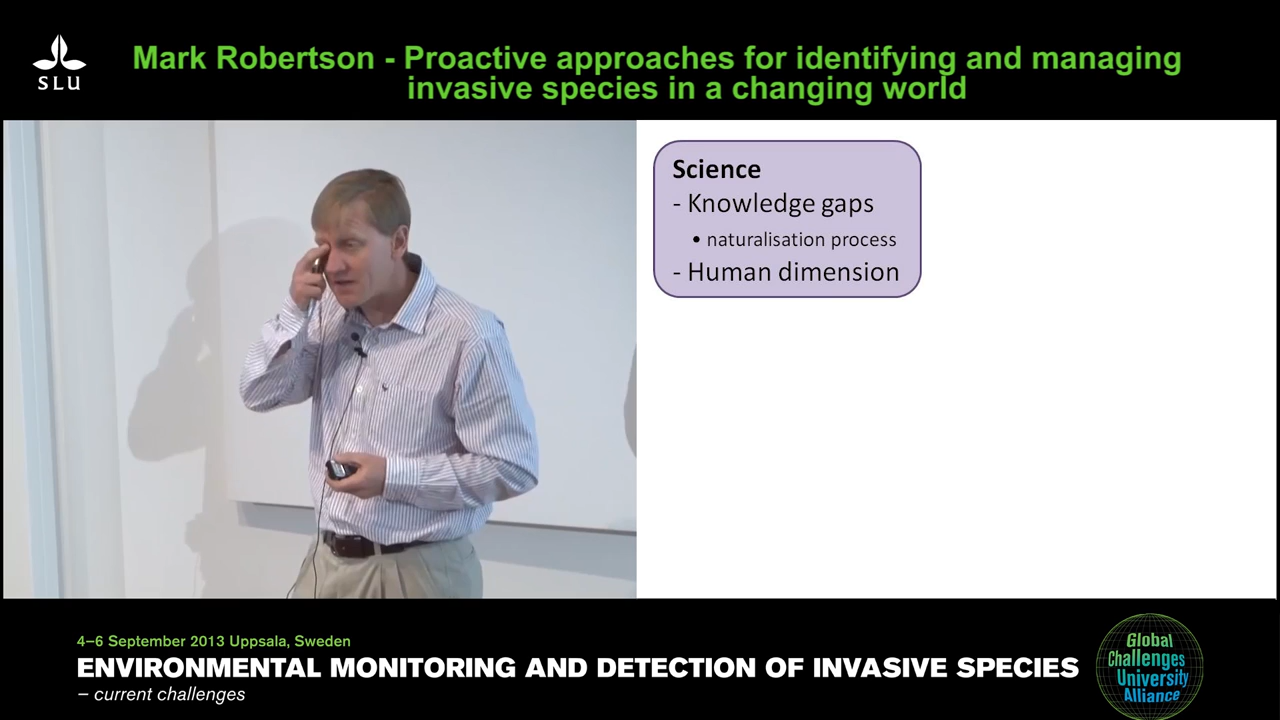 SLU
Mark Robertson - Proactive approaches for identifying and managing
invasive species in a changing world
Science
- Knowledge gaps
• naturalisation process
- Human dimension
4–6 September 2013 Uppsala, Sweden
ENVIRONMENTAL MONITORING AND DETECTION OF INVASIVE SPECIES
– current challenges
Global
Challenges
University
Alliance